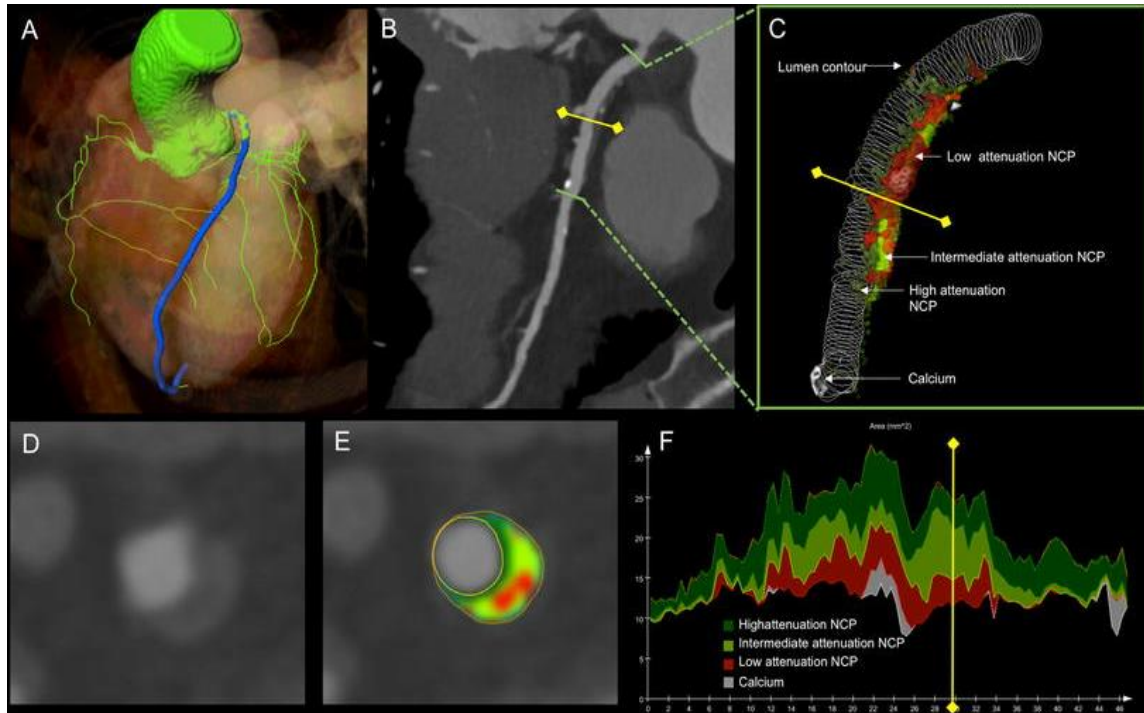 A
B
C
Lumen contour
Low attenuation NCP
Intermediate attenuation NCP
High attenuation
NCP
Calcium
D
E
F
Area (mm^2)
30
25
20
15
10
5
0 2 4 6 8 10 12 14 16 18 20 22 24 26 28 30 32 34 36 38 40 42 44 46
Highattenuation NCP
Intermediate attenuation NCP
Low attenuation NCP
Calcium